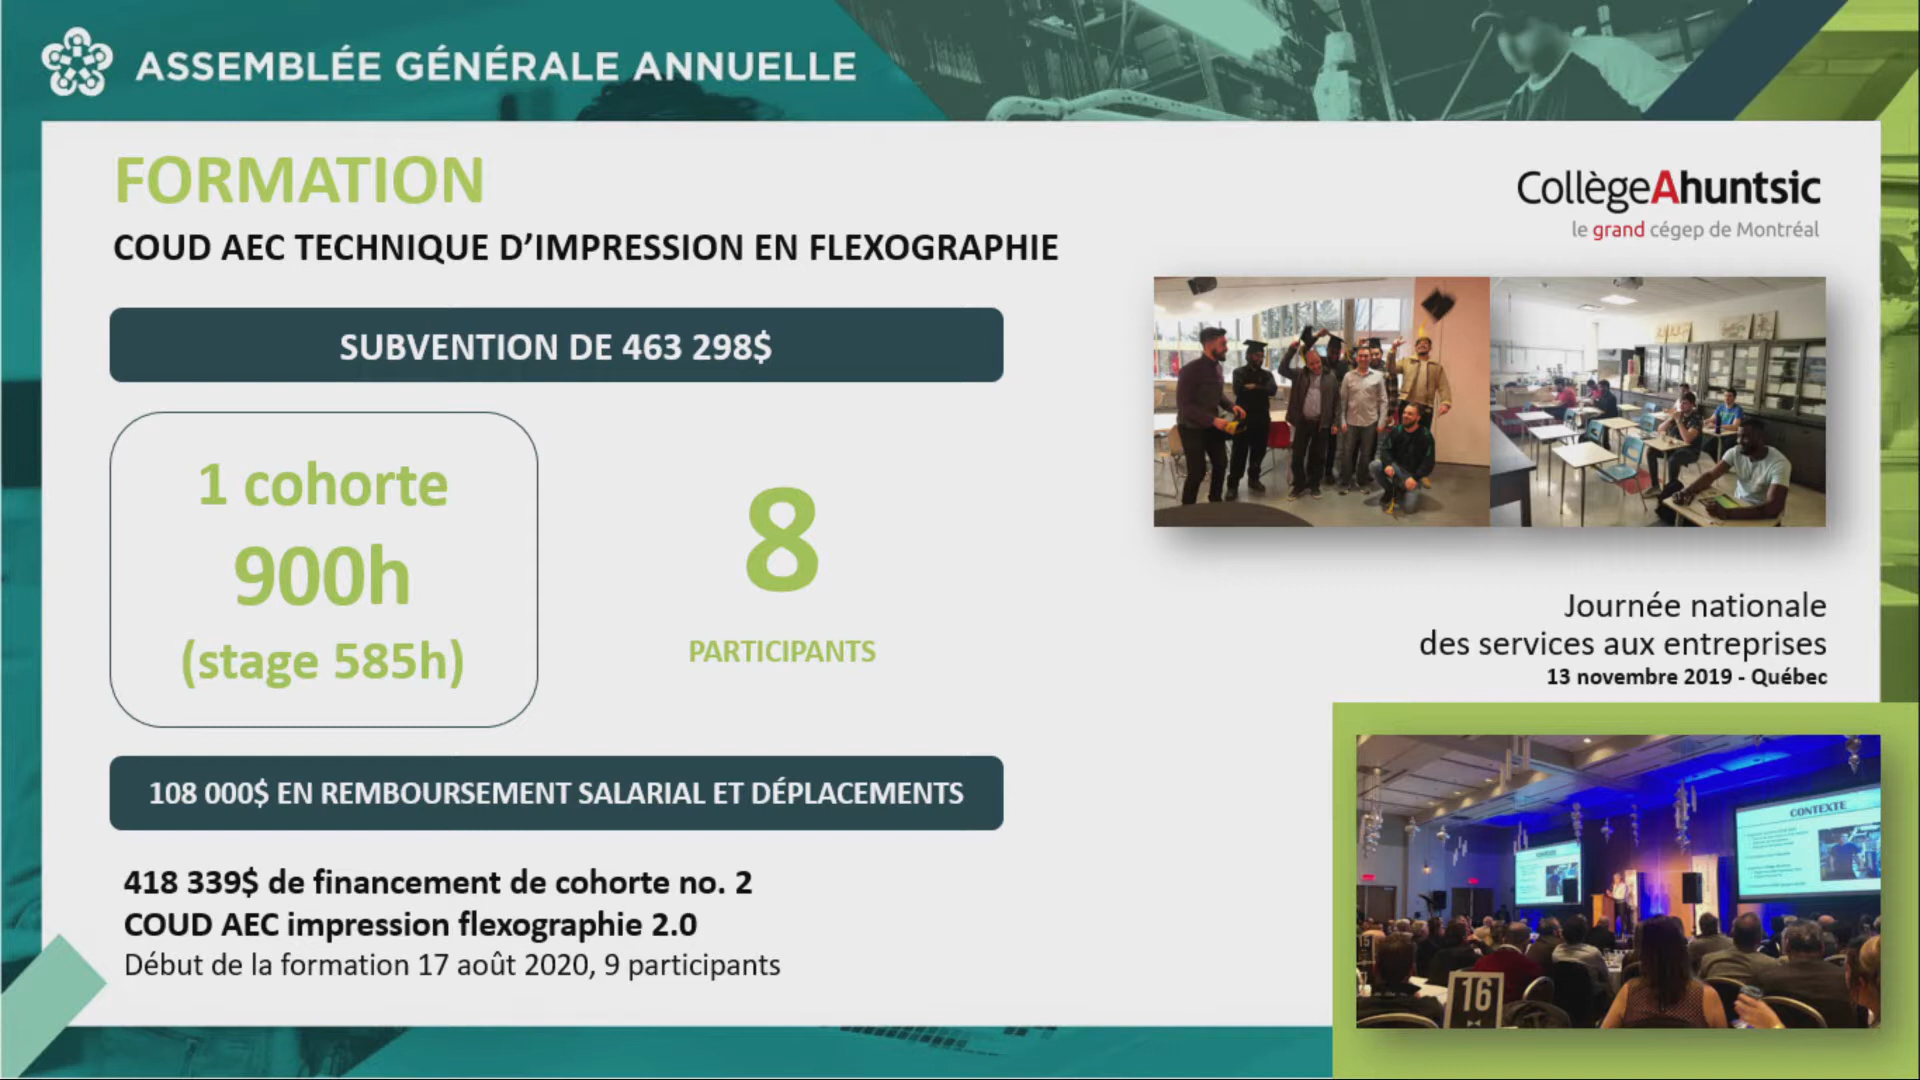 ASSEMBLÉE GÉNÉRALE ANNUELLE
FORMATION
COUD AEC TECHNIQUE D’IMPRESSION EN FLEXOGRAPHIE
SUBVENTION DE 463 298$
1 cohorte
900h
(stage 585h)
8
PARTICIPANTS
108 000$ EN REMBOURSEMENT SALARIAL ET DÉPLACEMENTS
418 339$ de financement de cohorte no. 2
COUD AEC impression flexographie 2.0
Début de la formation 17 août 2020, 9 participants
CollègeAhuntsic
le grand cégep de Montréal
Journée nationale
des services aux entreprises
13 novembre 2019 - Québec
CONTEXTE
16